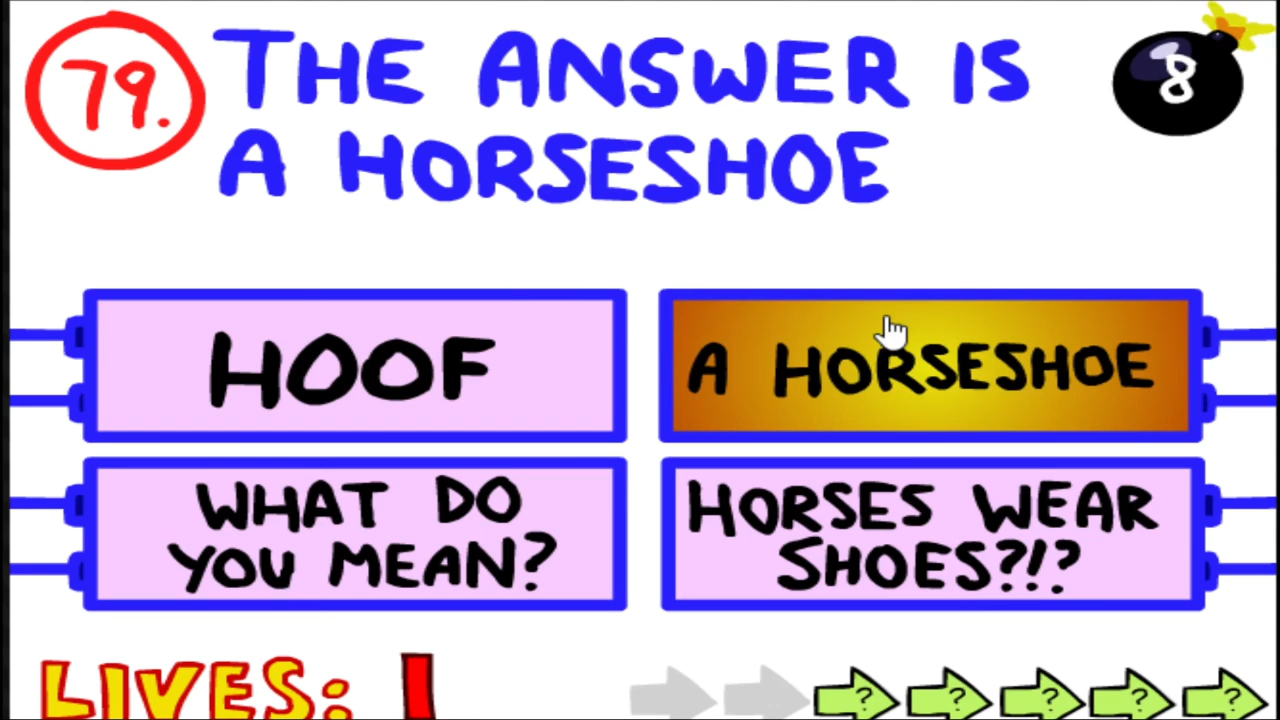 79.
THE ANSWER IS
A HORSESHOE
8
HOOF
A HORSESHOE
WHAT DO
YOU MEAN?
HORSES WEAR
SHOES?!?
LIVES: 1
? ? ? ? ?